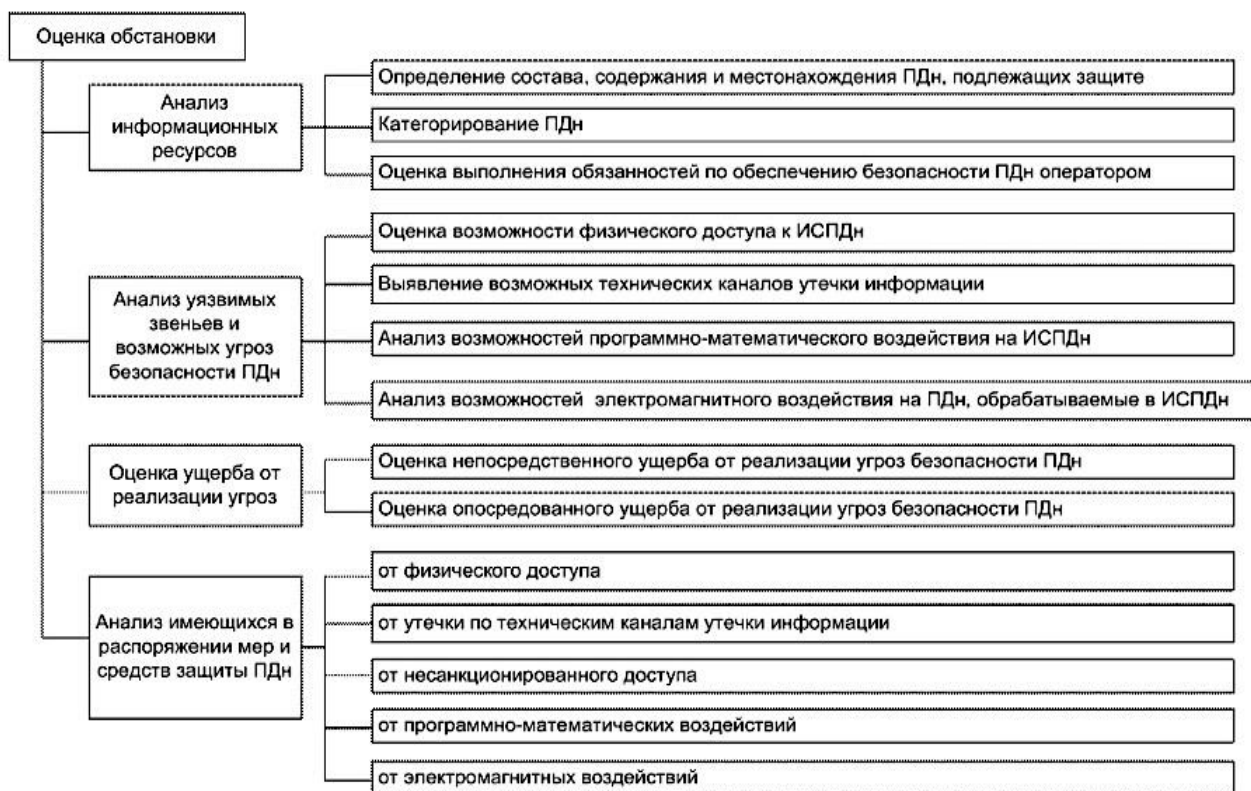 Оценка обстановки
Анализ
информационных
ресурсов
Определение состава, содержания и местонахождения ПДн, подлежащих защите
Категорирование ПДн
Оценка выполнения обязанностей по обеспечению безопасности ПДн оператором
Анализ уязвимых
звеньев и
возможных угроз
безопасности ПДн
Оценка возможности физического доступа к ИСПДн
Выявление возможных технических каналов утечки информации
Анализ возможностей программно-математического воздействия на ИСПДн
Анализ возможностей электромагнитного воздействия на ПДн, обрабатываемые в ИСПДн
Оценка ущерба от
реализации угроз
Оценка непосредственного ущерба от реализации угроз безопасности ПДн
Оценка опосредованного ущерба от реализации угроз безопасности ПДн
Анализ имеющихся в
распоряжении мер и
средств защиты ПДн
от физического доступа
от утечки по техническим каналам утечки информации
от несанкционированного доступа
от программно-математических воздействий
от электромагнитных воздействий